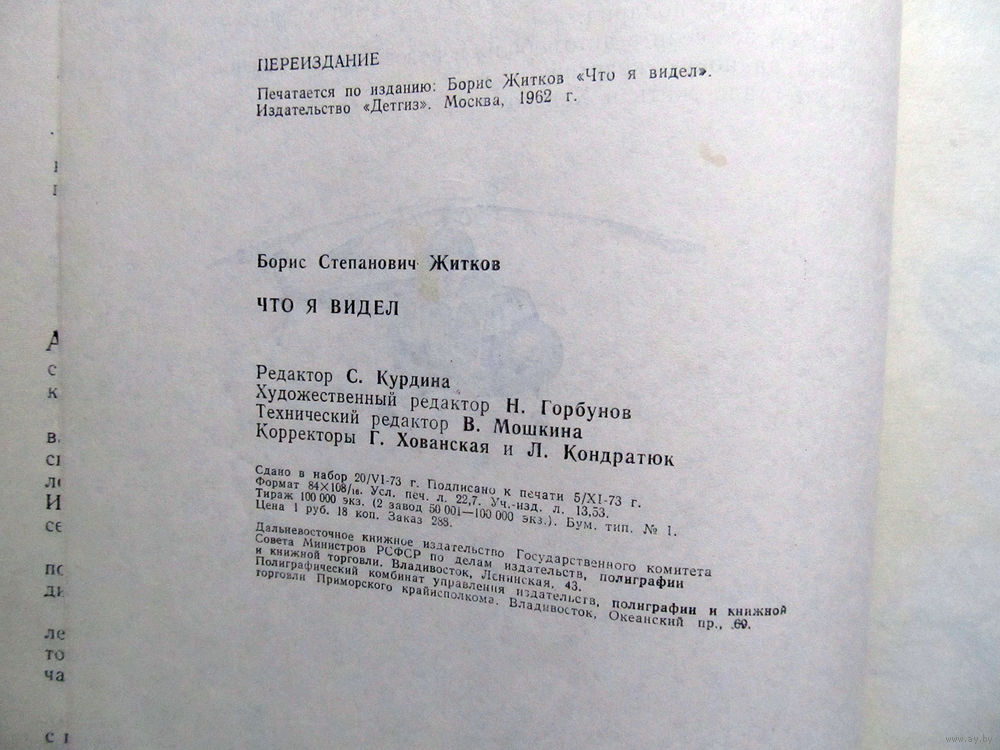 ПЕРЕИЗДАНИЕ
Печатается по изданию: Борис Житков «Что я видел».
Издательство «Детгиз». Москва, 1962 г.
Борис Степанович Житков
ЧТО Я ВИДЕЛ
Редактор С. Курдина
Художественный редактор Н. Горбунов
Технический редактор В. Мошкина
Корректоры Г. Хованская и Л. Кондратюк
Сдано в набор 20/VI-73 г. Подписано к печати 5/XI-73 г.
Формат 84×108/16. Усл. печ. л. 22,7. Уч.-изд. л. 13,53.
Тираж 100 000 экз. (2 завод 50 001—100 000 экз.). Бум. тип. № 1.
Цена 1 руб. 18 коп. Заказ 288.
Дальневосточное книжное издательство Государственного комитета
Совета Министров РСФСР по делам издательств, полиграфии
и книжной торговли. Владивосток, Ленинская, 43.
Полиграфический комбинат управления издательств, полиграфии и книжной
торговли Приморского крайисполкома. Владивосток, Океанский пр., 69.
www.ay.by